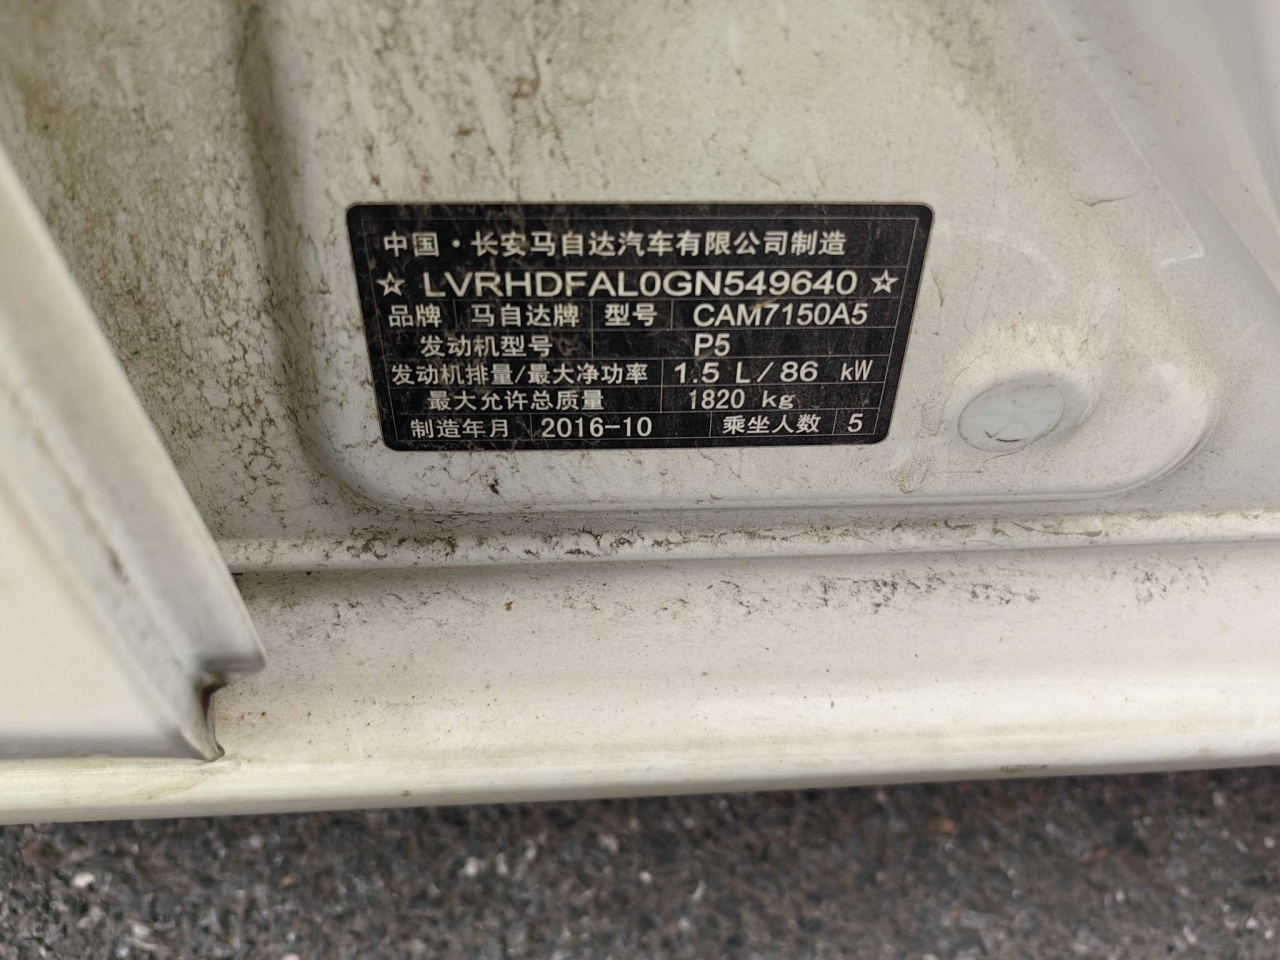 中国·长安马自达汽车有限公司制造
☆ LVRHDFAL0GN549640 ☆
品牌 马自达牌 型号 CAM7150A5
发动机型号 P5
发动机排量/最大净功率 1.5 L/86 kW
最大允许总质量 1820 kg
制造年月 2016-10 乘坐人数 5